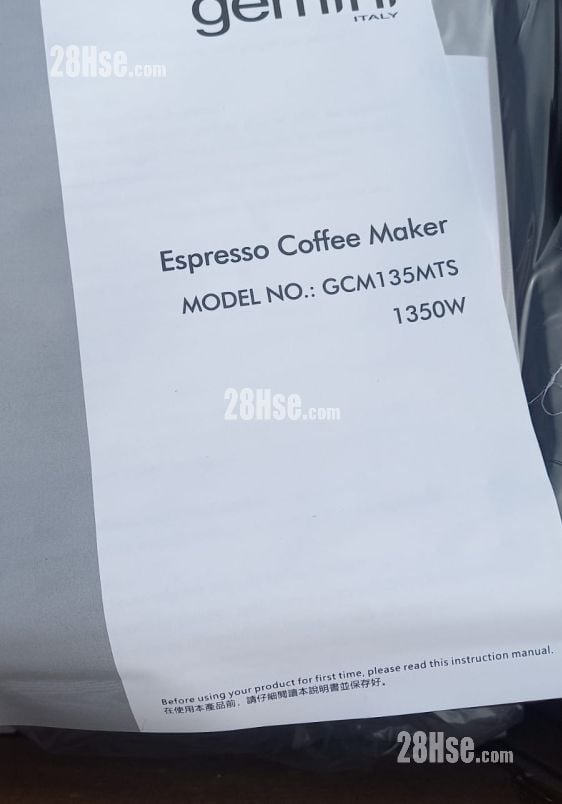 gemini
ITALY
28Hse.com
Espresso Coffee Maker
MODEL NO.: GCM135MTS
1350W
28Hse.com
Before using your product for first time, please read this instruction manual.
在使用本產品前，請仔細閱讀本說明書並保存好。
28Hse.com